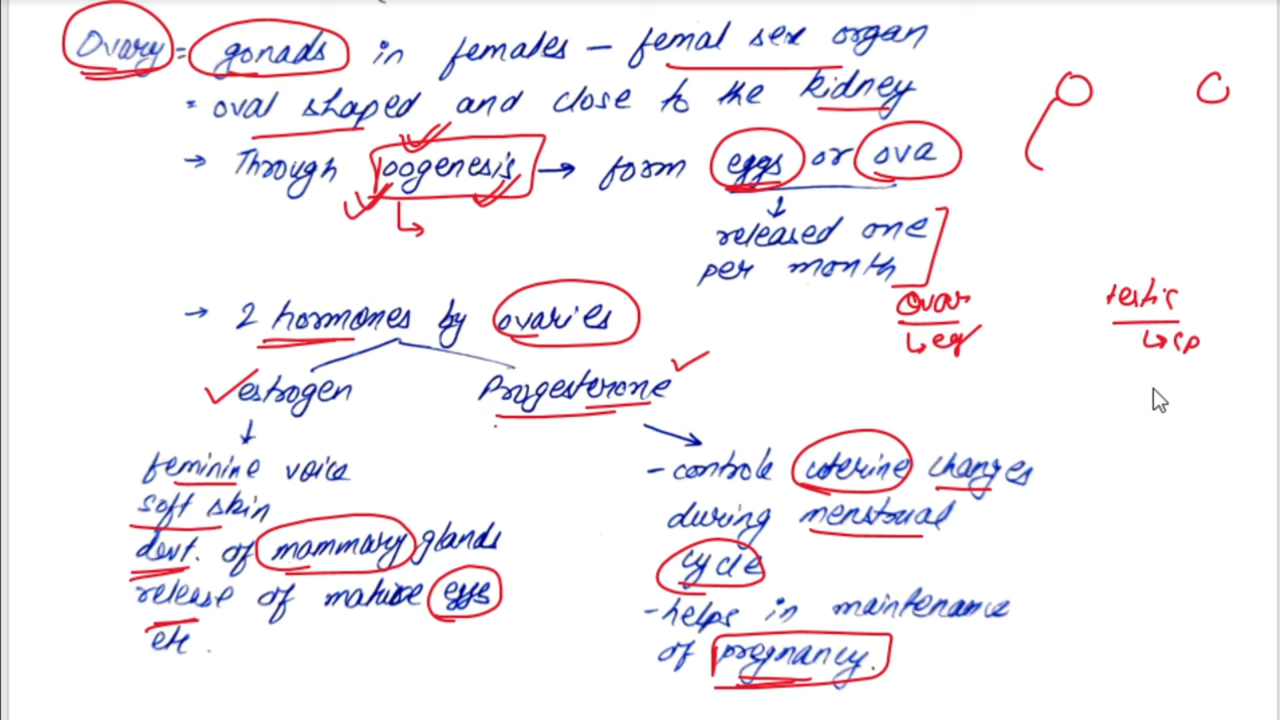 Ovary = gonads in females – femal sex organ
= oval shaped and close to the kidney
→ Through oogenesis → form eggs or ova
↓
released one
per month
ovar
↳ eg
testic
↳ sp
→ 2 hormones by ovaries
estrogen
Progesterone
↓
feminine voice
soft skin
devt. of mammary glands
release of mature eggs
etc.
- controls uterine changes
during menstrual
cycle
- helps in maintenance
of pregnancy.